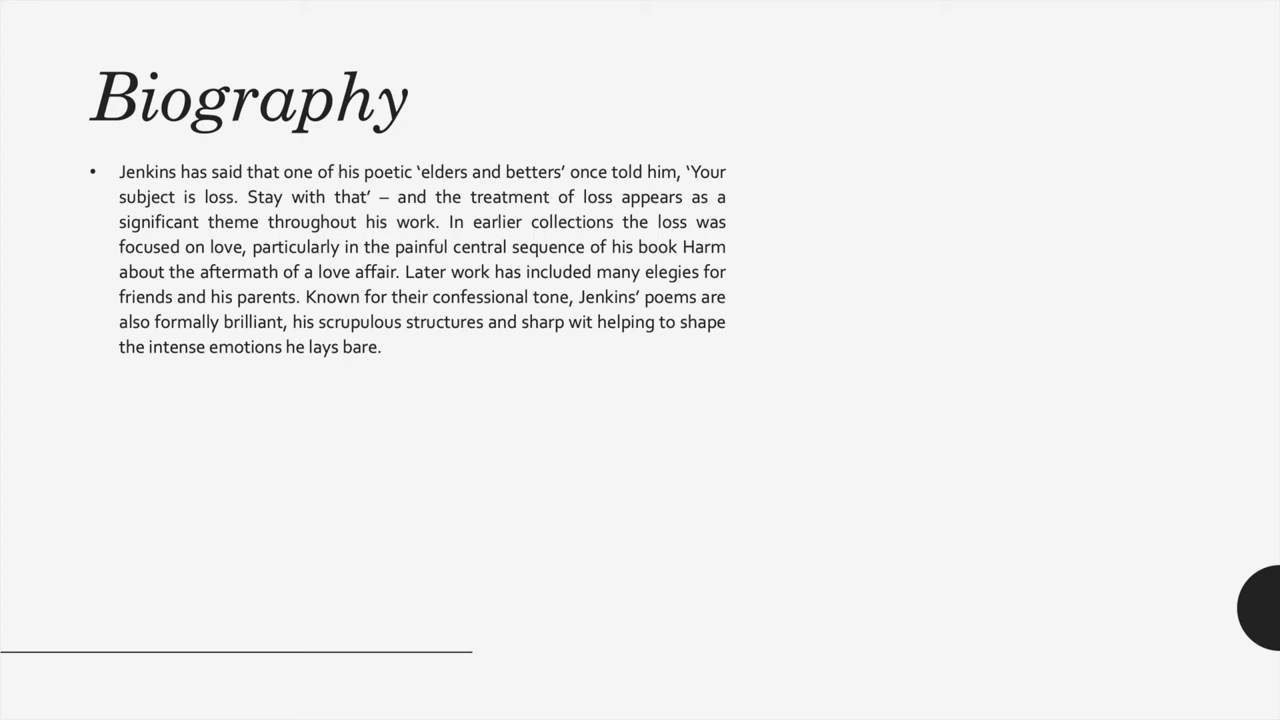 Biography
• Jenkins has said that one of his poetic ‘elders and betters’ once told him, ‘Your
subject is loss. Stay with that’ – and the treatment of loss appears as a
significant theme throughout his work. In earlier collections the loss was
focused on love, particularly in the painful central sequence of his book Harm
about the aftermath of a love affair. Later work has included many elegies for
friends and his parents. Known for their confessional tone, Jenkins’ poems are
also formally brilliant, his scrupulous structures and sharp wit helping to shape
the intense emotions he lays bare.